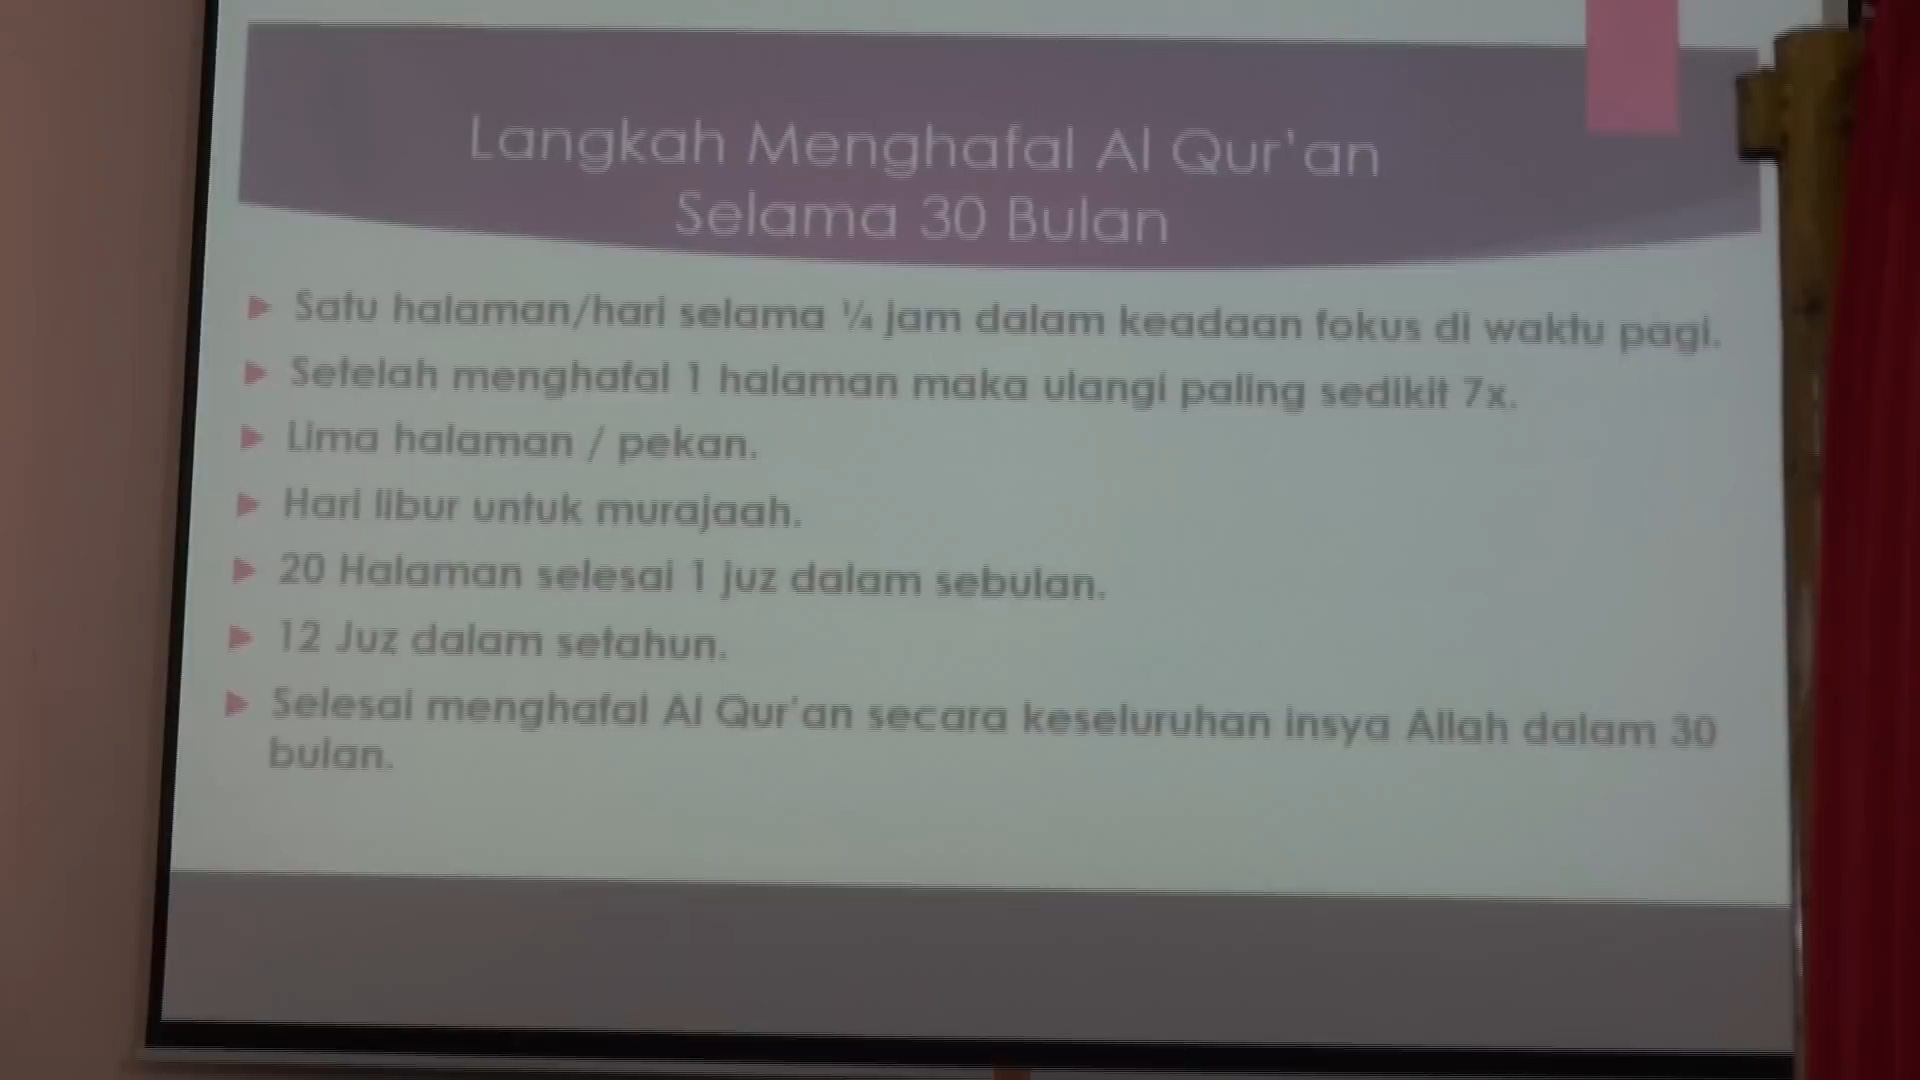 Langkah Menghafal Al Qur'an
Selama 30 Bulan
Satu halaman/hari selama ¼ jam dalam keadaan fokus di waktu pagi.
Setelah menghafal 1 halaman maka ulangi paling sedikit 7x.
Lima halaman / pekan.
Hari libur untuk murajaah.
20 Halaman selesai 1 juz dalam sebulan.
12 Juz dalam setahun.
Selesai menghafal Al Qur'an secara keseluruhan insya Allah dalam 30
bulan.